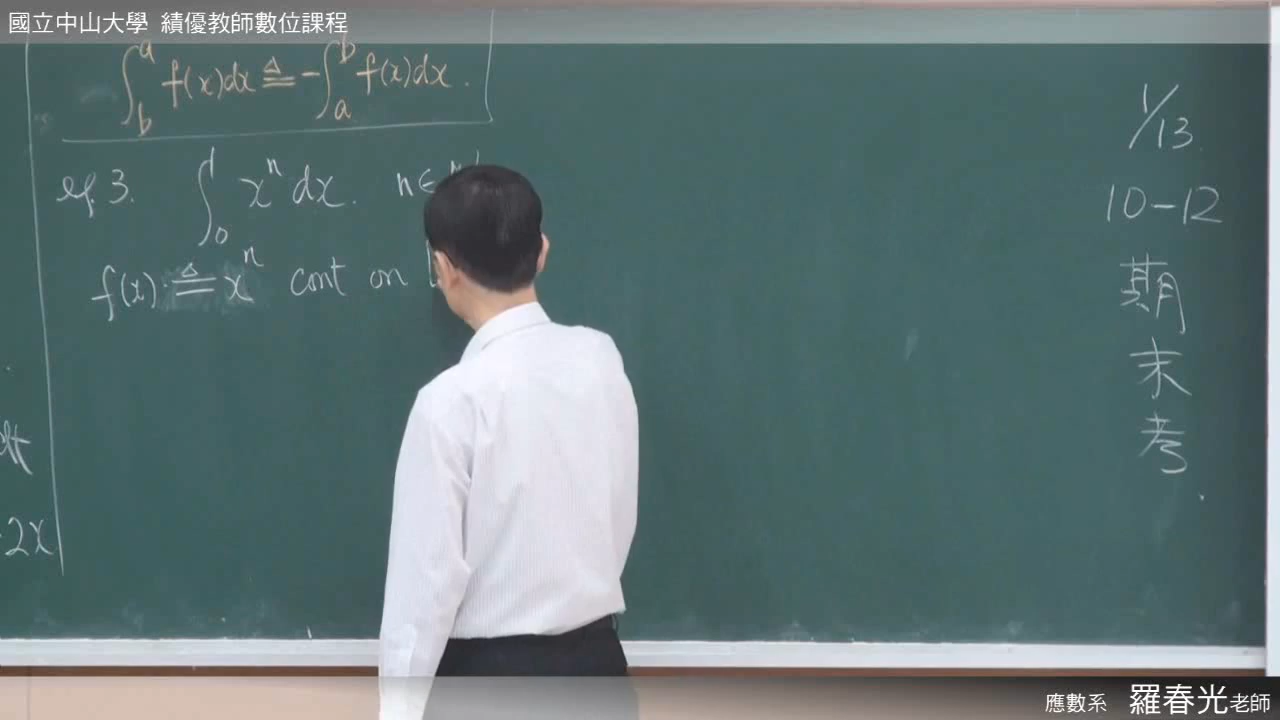 國立中山大學 績優教師數位課程
∫_b^a f(x)dx ≜ -∫_a^b f(x)dx.
eg. 3. ∫_0^1 x^n dx. n∈
f(x) ≜ x^n cont on [
dt
2x
1/13
10-12
期
末
考
應數系 羅春光老師